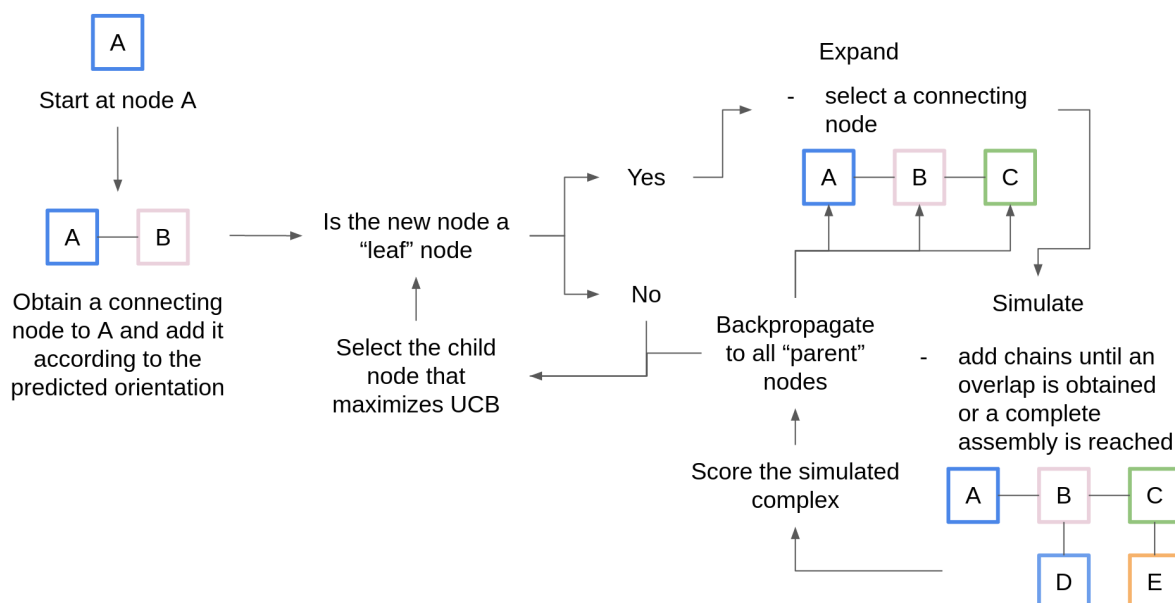 A
Start at node A
A
B
Obtain a connecting
node to A and add it
according to the
predicted orientation
Is the new node a
“leaf” node
Select the child
node that
maximizes UCB
Yes
No
Expand
- select a connecting
node
A
B
C
Simulate
- add chains until an
overlap is obtained
or a complete
assembly is reached
A
B
C
D
E
Score the simulated
complex
Backpropagate
to all “parent”
nodes